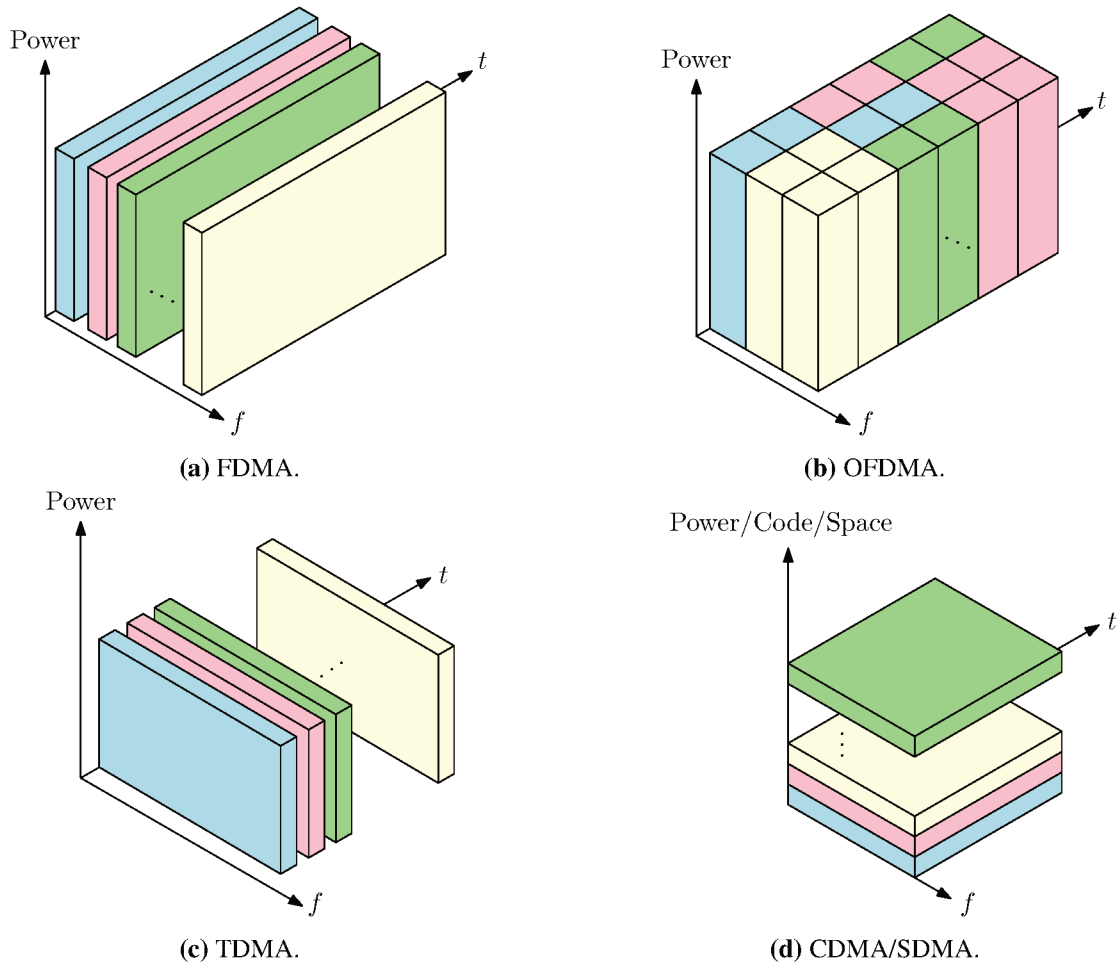 Power
t
f
(a) FDMA.
Power
t
f
(b) OFDMA.
Power
t
f
(c) TDMA.
Power/Code/Space
t
f
(d) CDMA/SDMA.